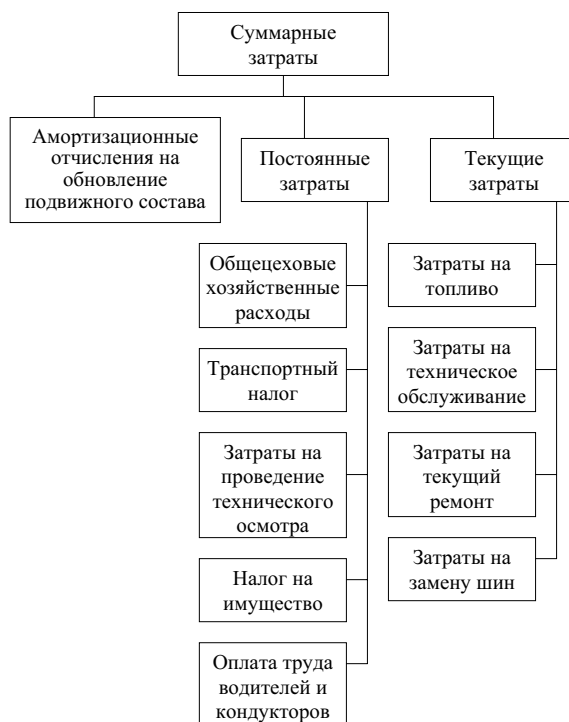 Суммарные
затраты
Амортизационные
отчисления на
обновление
подвижного состава
Постоянные
затраты
Текущие
затраты
Общецеховые
хозяйственные
расходы
Транспортный
налог
Затраты на
проведение
технического
осмотра
Налог на
имущество
Оплата труда
водителей и
кондукторов
Затраты на
топливо
Затраты на
техническое
обслуживание
Затраты на
текущий
ремонт
Затраты на
замену шин